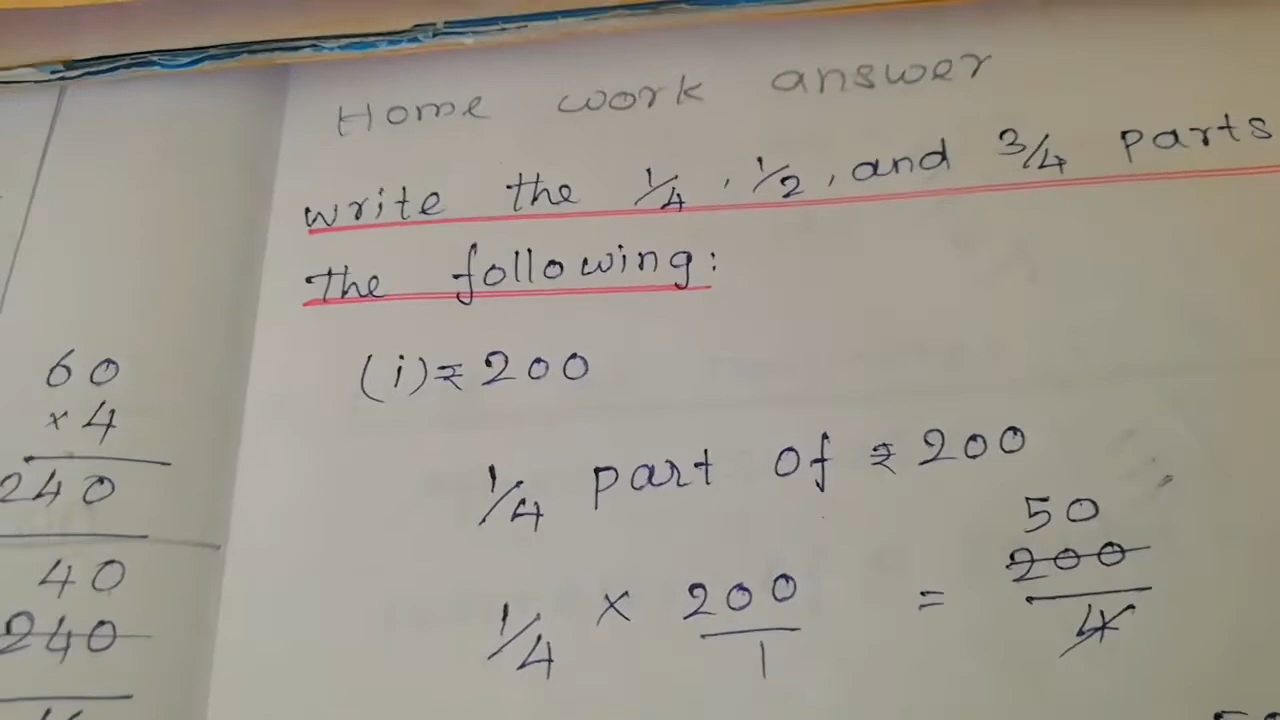 60
× 4
240
40
240
Home work answer
write the 1/4, 1/2, and 3/4 parts
the following:
(i) ₹ 200
1/4 part of ₹ 200
50
1/4 × 200/1 = 200/4